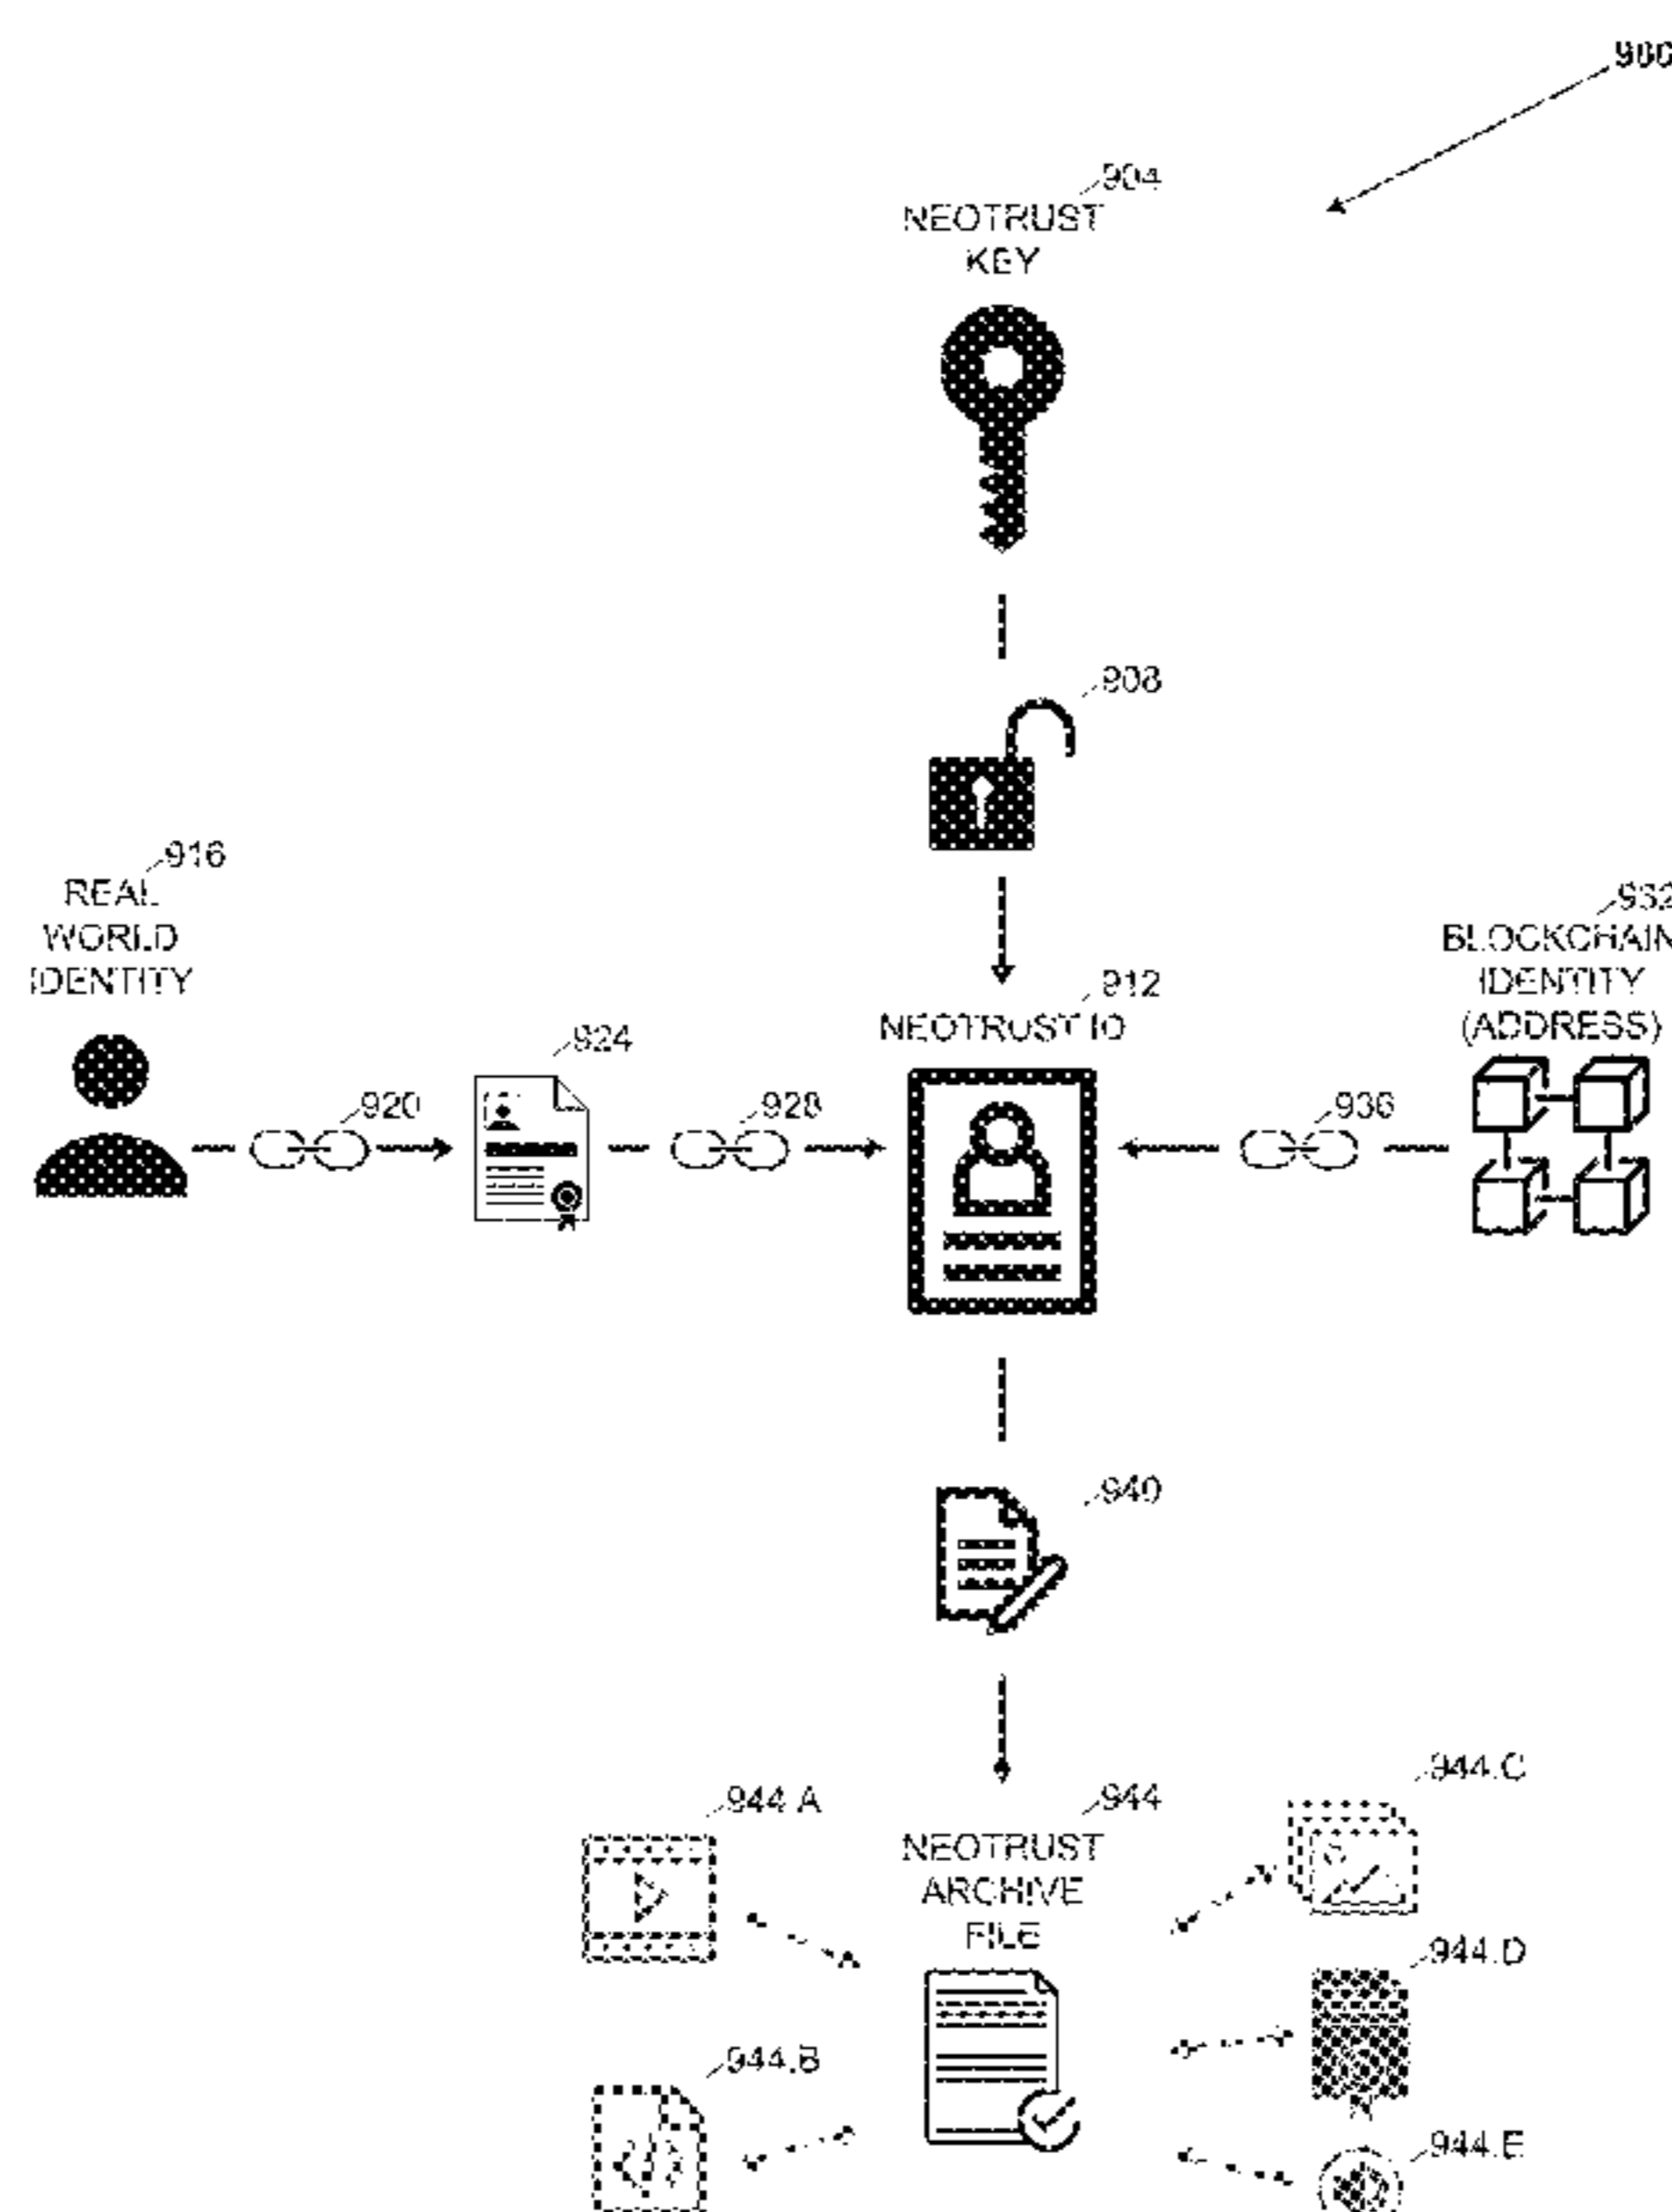 900
904
NEOTRUST
KEY
908
916
REAL
WORLD
IDENTITY
932
BLOCKCHAIN
IDENTITY
(ADDRESS)
912
NEOTRUST ID
924
920
928
936
940
944.A
944
NEOTRUST
ARCHIVE
FILE
944.C
944.D
944.B
944.E